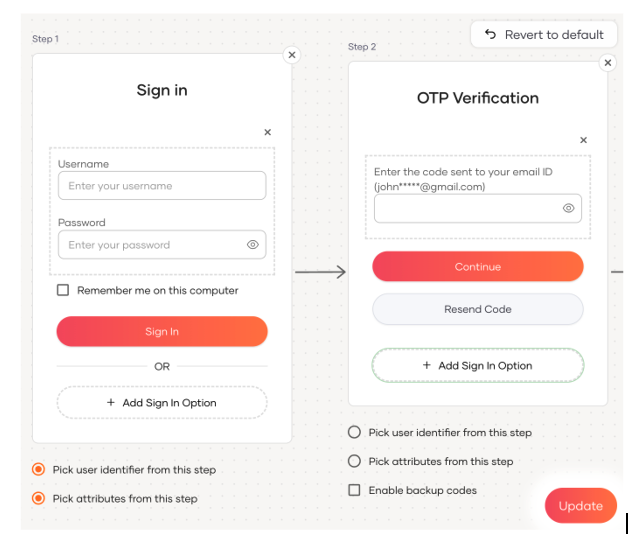 Revert to default
Step 1
Sign in
Username
Enter your username
Password
Enter your password
Remember me on this computer
Sign In
OR
+ Add Sign In Option
Pick user identifier from this step
Pick attributes from this step
Step 2
OTP Verification
Enter the code sent to your email ID
(john*****@gmail.com)
Continue
Resend Code
+ Add Sign In Option
Pick user identifier from this step
Pick attributes from this step
Enable backup codes
Update